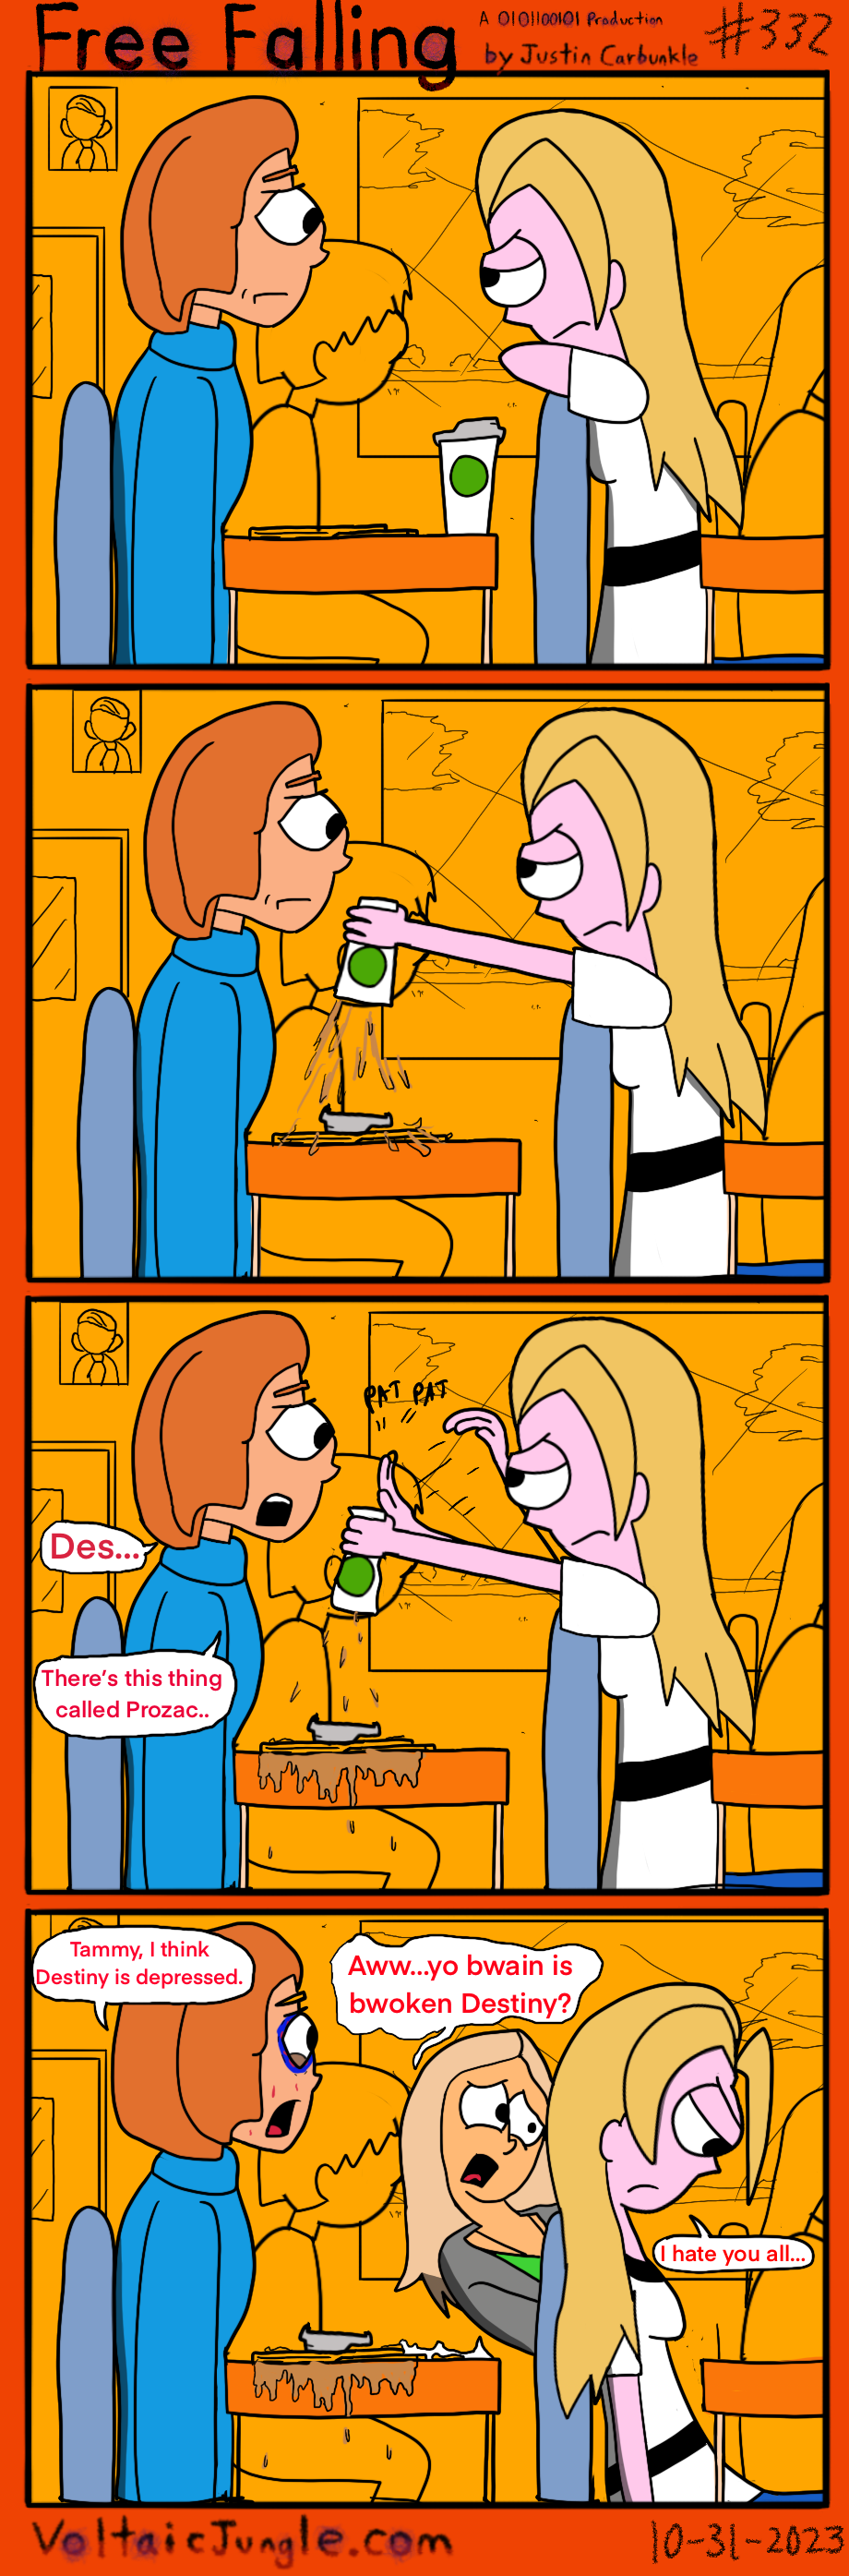 Free Falling
A 0101100101 Production
by Justin Carbunkle
#332
PAT PAT
Des...
There's this thing
called Prozac..
Tammy, I think
Destiny is depressed.
Aww...yo bwain is
bwoken Destiny?
I hate you all...
VoltaicJungle.com
10-31-2023